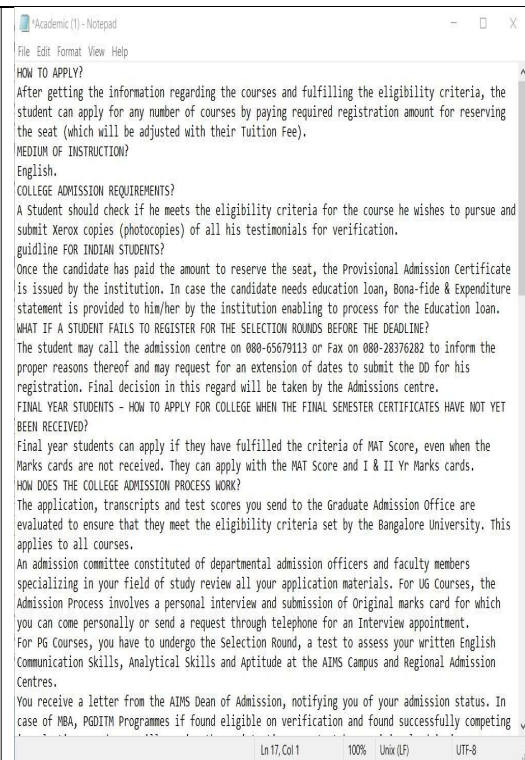 *Academic (1) - Notepad
File Edit Format View Help
HOW TO APPLY?
After getting the information regarding the courses and fulfilling the eligibility criteria, the
student can apply for any number of courses by paying required registration amount for reserving
the seat (which will be adjusted with their Tuition Fee).
MEDIUM OF INSTRUCTION?
English.
COLLEGE ADMISSION REQUIREMENTS?
A Student should check if he meets the eligibility criteria for the course he wishes to pursue and
submit Xerox copies (photocopies) of all his testimonials for verification.
guidline FOR INDIAN STUDENTS?
Once the candidate has paid the amount to reserve the seat, the Provisional Admission Certificate
is issued by the institution. In case the candidate needs education loan, Bona-fide & Expenditure
statement is provided to him/her by the institution enabling to process for the Education loan.
WHAT IF A STUDENT FAILS TO REGISTER FOR THE SELECTION ROUNDS BEFORE THE DEADLINE?
The student may call the admission centre on 080-65679113 or Fax on 080-28376282 to inform the
proper reasons thereof and may request for an extension of dates to submit the DD for his
registration. Final decision in this regard will be taken by the Admissions centre.
FINAL YEAR STUDENTS - HOW TO APPLY FOR COLLEGE WHEN THE FINAL SEMESTER CERTIFICATES HAVE NOT YET
BEEN RECEIVED?
Final year students can apply if they have fulfilled the criteria of MAT Score, even when the
Marks cards are not received. They can apply with the MAT Score and I & II Yr Marks cards.
HOW DOES THE COLLEGE ADMISSION PROCESS WORK?
The application, transcripts and test scores you send to the Graduate Admission Office are
evaluated to ensure that they meet the eligibility criteria set by the Bangalore University. This
applies to all courses.
An admission committee constituted of departmental admission officers and faculty members
specializing in your field of study review all your application materials. For UG Courses, the
Admission Process involves a personal interview and submission of Original marks card for which
you can come personally or send a request through telephone for an Interview appointment.
For PG Courses, you have to undergo the Selection Round, a test to assess your written English
Communication Skills, Analytical Skills and Aptitude at the AIMS Campus and Regional Admission
Centres.
You receive a letter from the AIMS Dean of Admission, notifying you of your admission status. In
case of MBA, PGDITM Programmes if found eligible on verification and found successfully competing
Ln 17, Col 1 100% Unix (LF) UTF-8